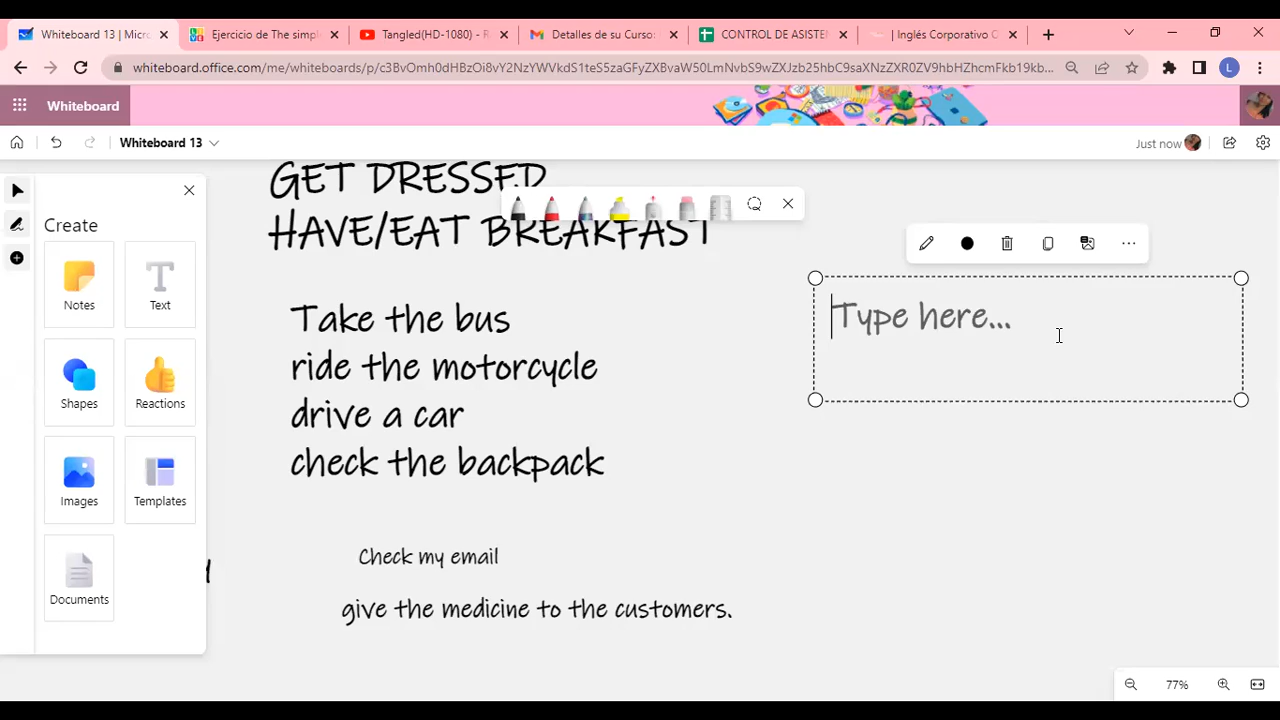 Whiteboard 13 | Micro
Ejercicio de The simpl
Tangled(HD-1080) - R
Detalles de su Curso:
CONTROL DE ASISTEN
| Inglés Corporativo C
whiteboard.office.com/me/whiteboards/p/
Whiteboard
Whiteboard 13
Just now
GET DRESSED
HAVE/EAT BREAKFAST
Create
Notes
Text
Shapes
Reactions
Images
Templates
Documents
Take the bus
ride the motorcycle
drive a car
check the backpack
Type here...
Check my email
give the medicine to the customers.
77%